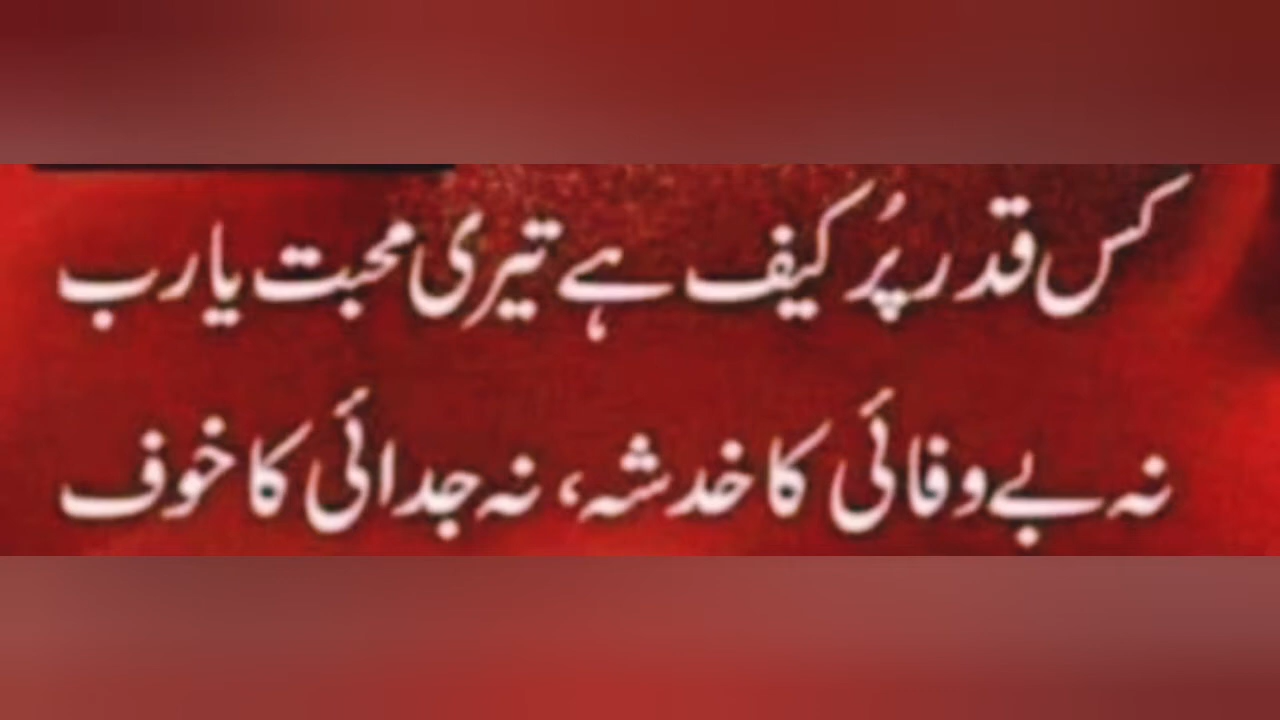 کس قدر پُر کیف ہے تیری محبت یا رب
نہ بے وفائی کا خدشہ، نہ جدائی کا خوف